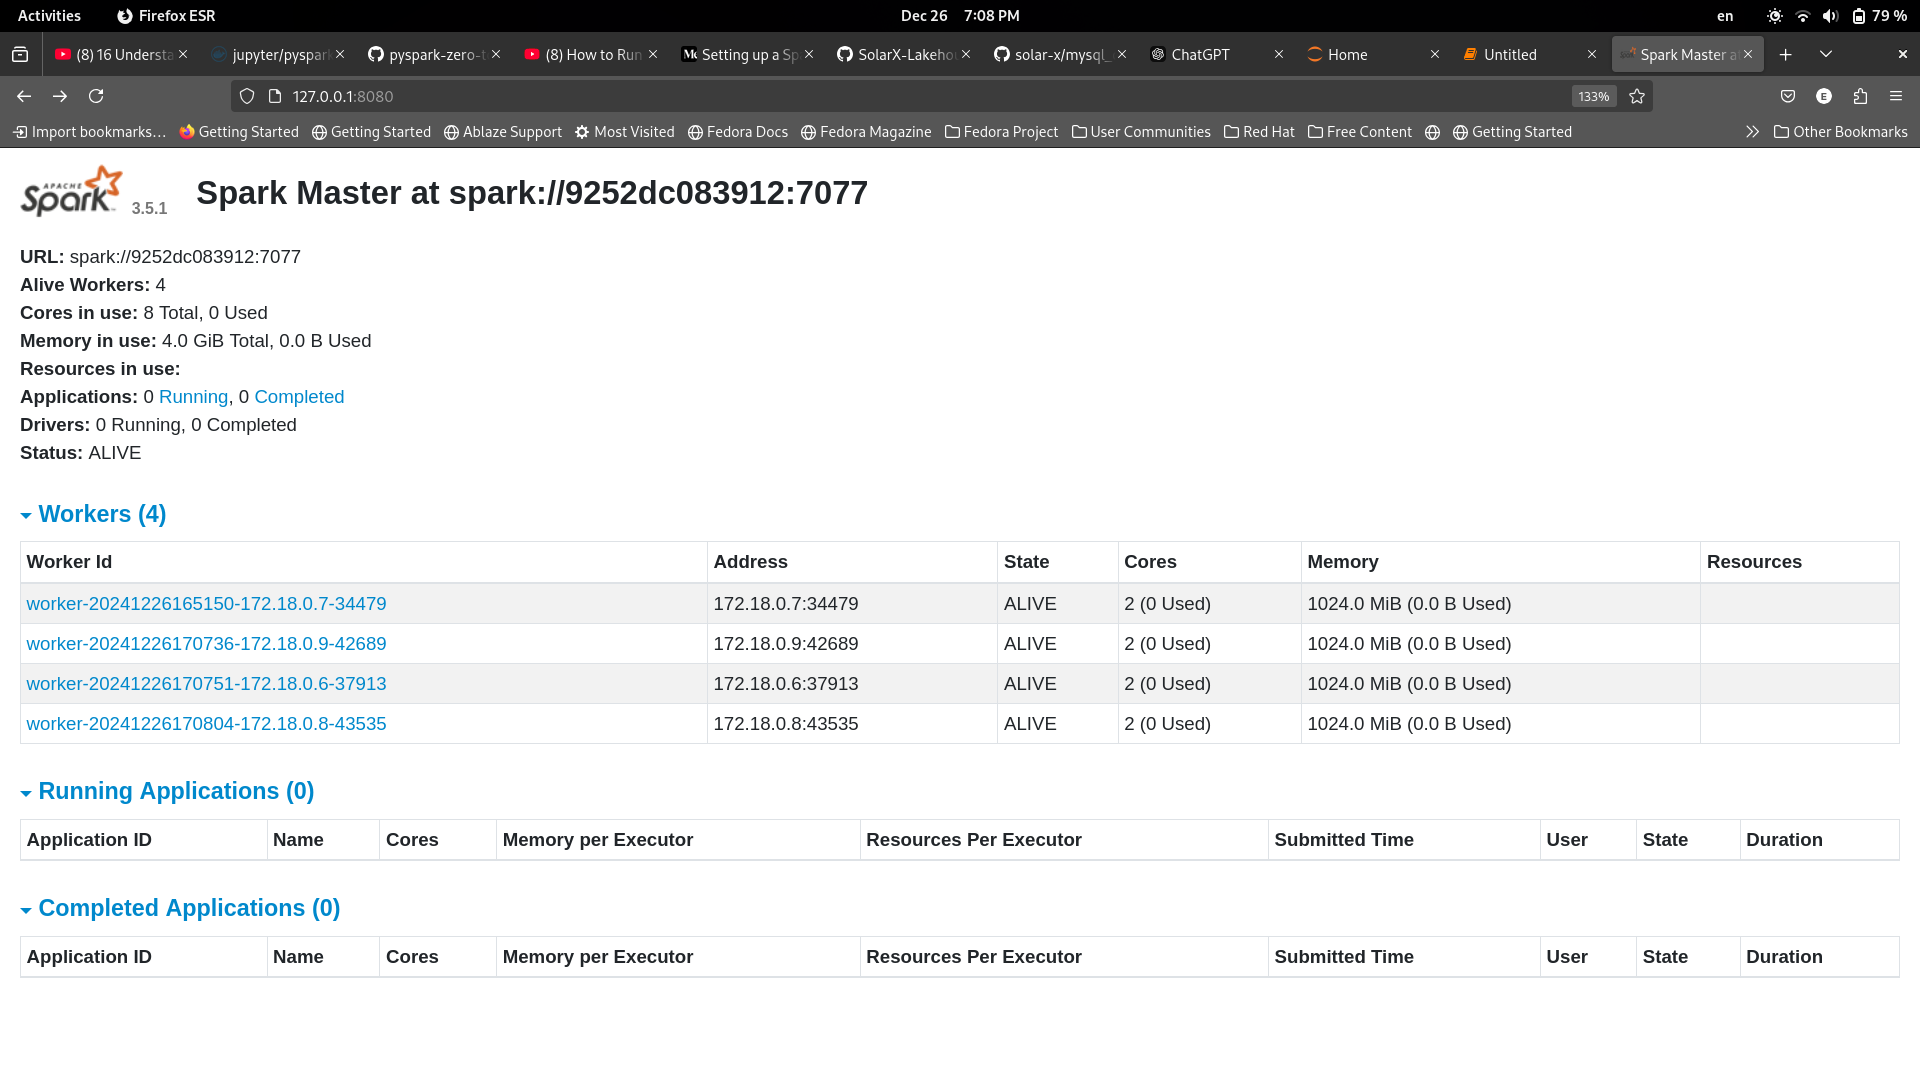 Activities Firefox ESR Dec 26 7:08 PM en 79 %
(8) 16 Understa jupyter/pyspark pyspark-zero-t (8) How to Run Setting up a Sp SolarX-Lakehou solar-x/mysql_ ChatGPT Home Untitled Spark Master a
127.0.0.1:8080 133% E
Import bookmarks... Getting Started Getting Started Ablaze Support Most Visited Fedora Docs Fedora Magazine Fedora Project User Communities Red Hat Free Content Getting Started Other Bookmarks
APACHE Spark 3.5.1 Spark Master at spark://9252dc083912:7077
URL: spark://9252dc083912:7077
Alive Workers: 4
Cores in use: 8 Total, 0 Used
Memory in use: 4.0 GiB Total, 0.0 B Used
Resources in use:
Applications: 0 Running, 0 Completed
Drivers: 0 Running, 0 Completed
Status: ALIVE
Workers (4)
Worker Id Address State Cores Memory Resources
worker-20241226165150-172.18.0.7-34479 172.18.0.7:34479 ALIVE 2 (0 Used) 1024.0 MiB (0.0 B Used)
worker-20241226170736-172.18.0.9-42689 172.18.0.9:42689 ALIVE 2 (0 Used) 1024.0 MiB (0.0 B Used)
worker-20241226170751-172.18.0.6-37913 172.18.0.6:37913 ALIVE 2 (0 Used) 1024.0 MiB (0.0 B Used)
worker-20241226170804-172.18.0.8-43535 172.18.0.8:43535 ALIVE 2 (0 Used) 1024.0 MiB (0.0 B Used)
Running Applications (0)
Application ID Name Cores Memory per Executor Resources Per Executor Submitted Time User State Duration
Completed Applications (0)
Application ID Name Cores Memory per Executor Resources Per Executor Submitted Time User State Duration